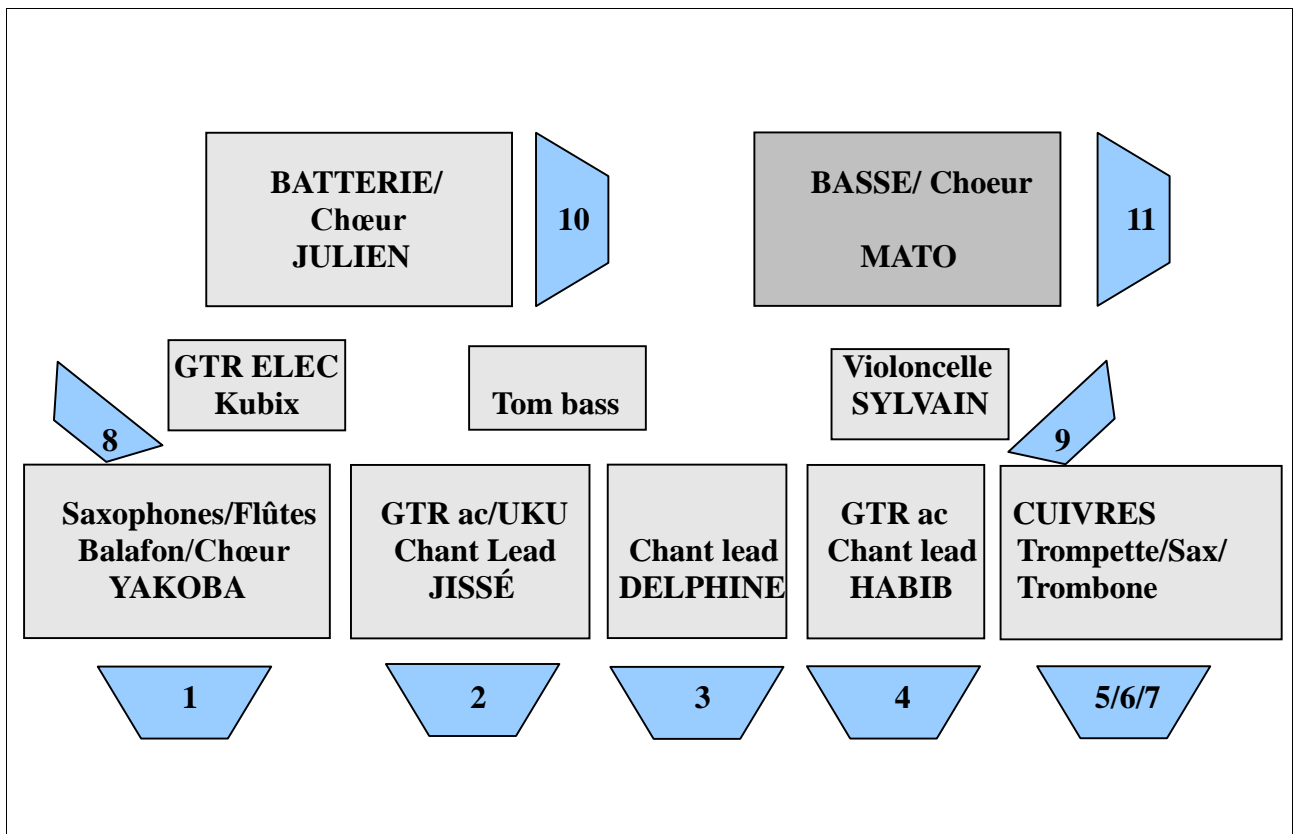 BATTERIE/
Chœur
JULIEN
10
BASSE/ Choeur
MATO
11
GTR ELEC
Kubix
Tom bass
Violoncelle
SYLVAIN
8
9
Saxophones/Flûtes
Balafon/Chœur
YAKOBA
GTR ac/UKU
Chant Lead
JISSÉ
Chant lead
DELPHINE
GTR ac
Chant lead
HABIB
CUIVRES
Trompette/Sax/
Trombone
1
2
3
4
5/6/7